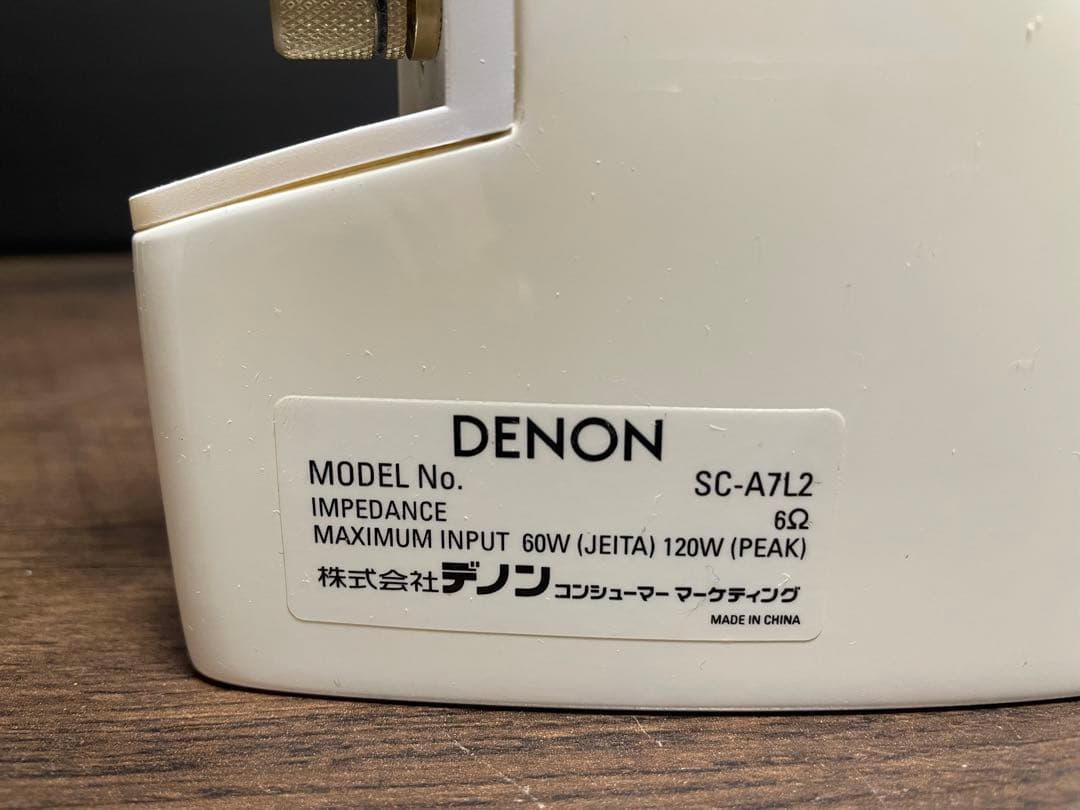 DENON
MODEL No. SC-A7L2
IMPEDANCE 6Ω
MAXIMUM INPUT 60W (JEITA) 120W (PEAK)
株式会社デノン コンシューマー マーケティング
MADE IN CHINA